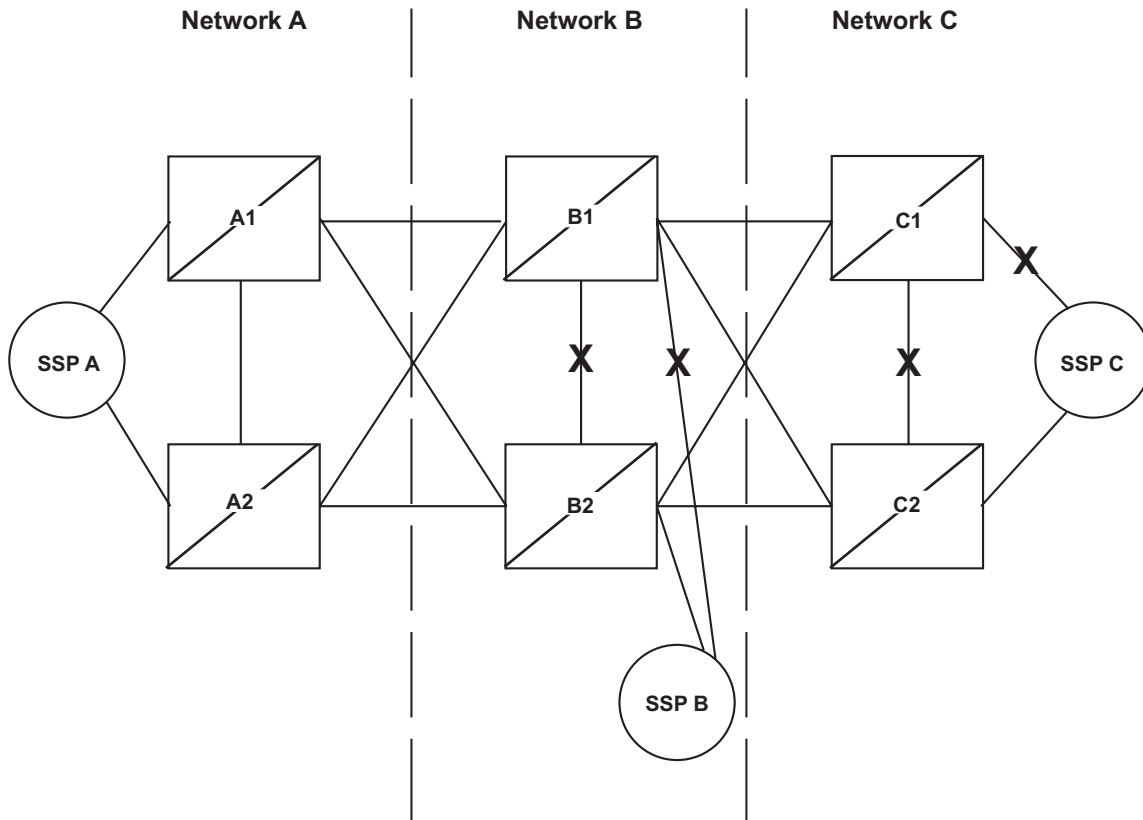 Network A
Network B
Network C
A1
B1
C1
X
SSP A
X
X
X
SSP C
A2
B2
C2
SSP B